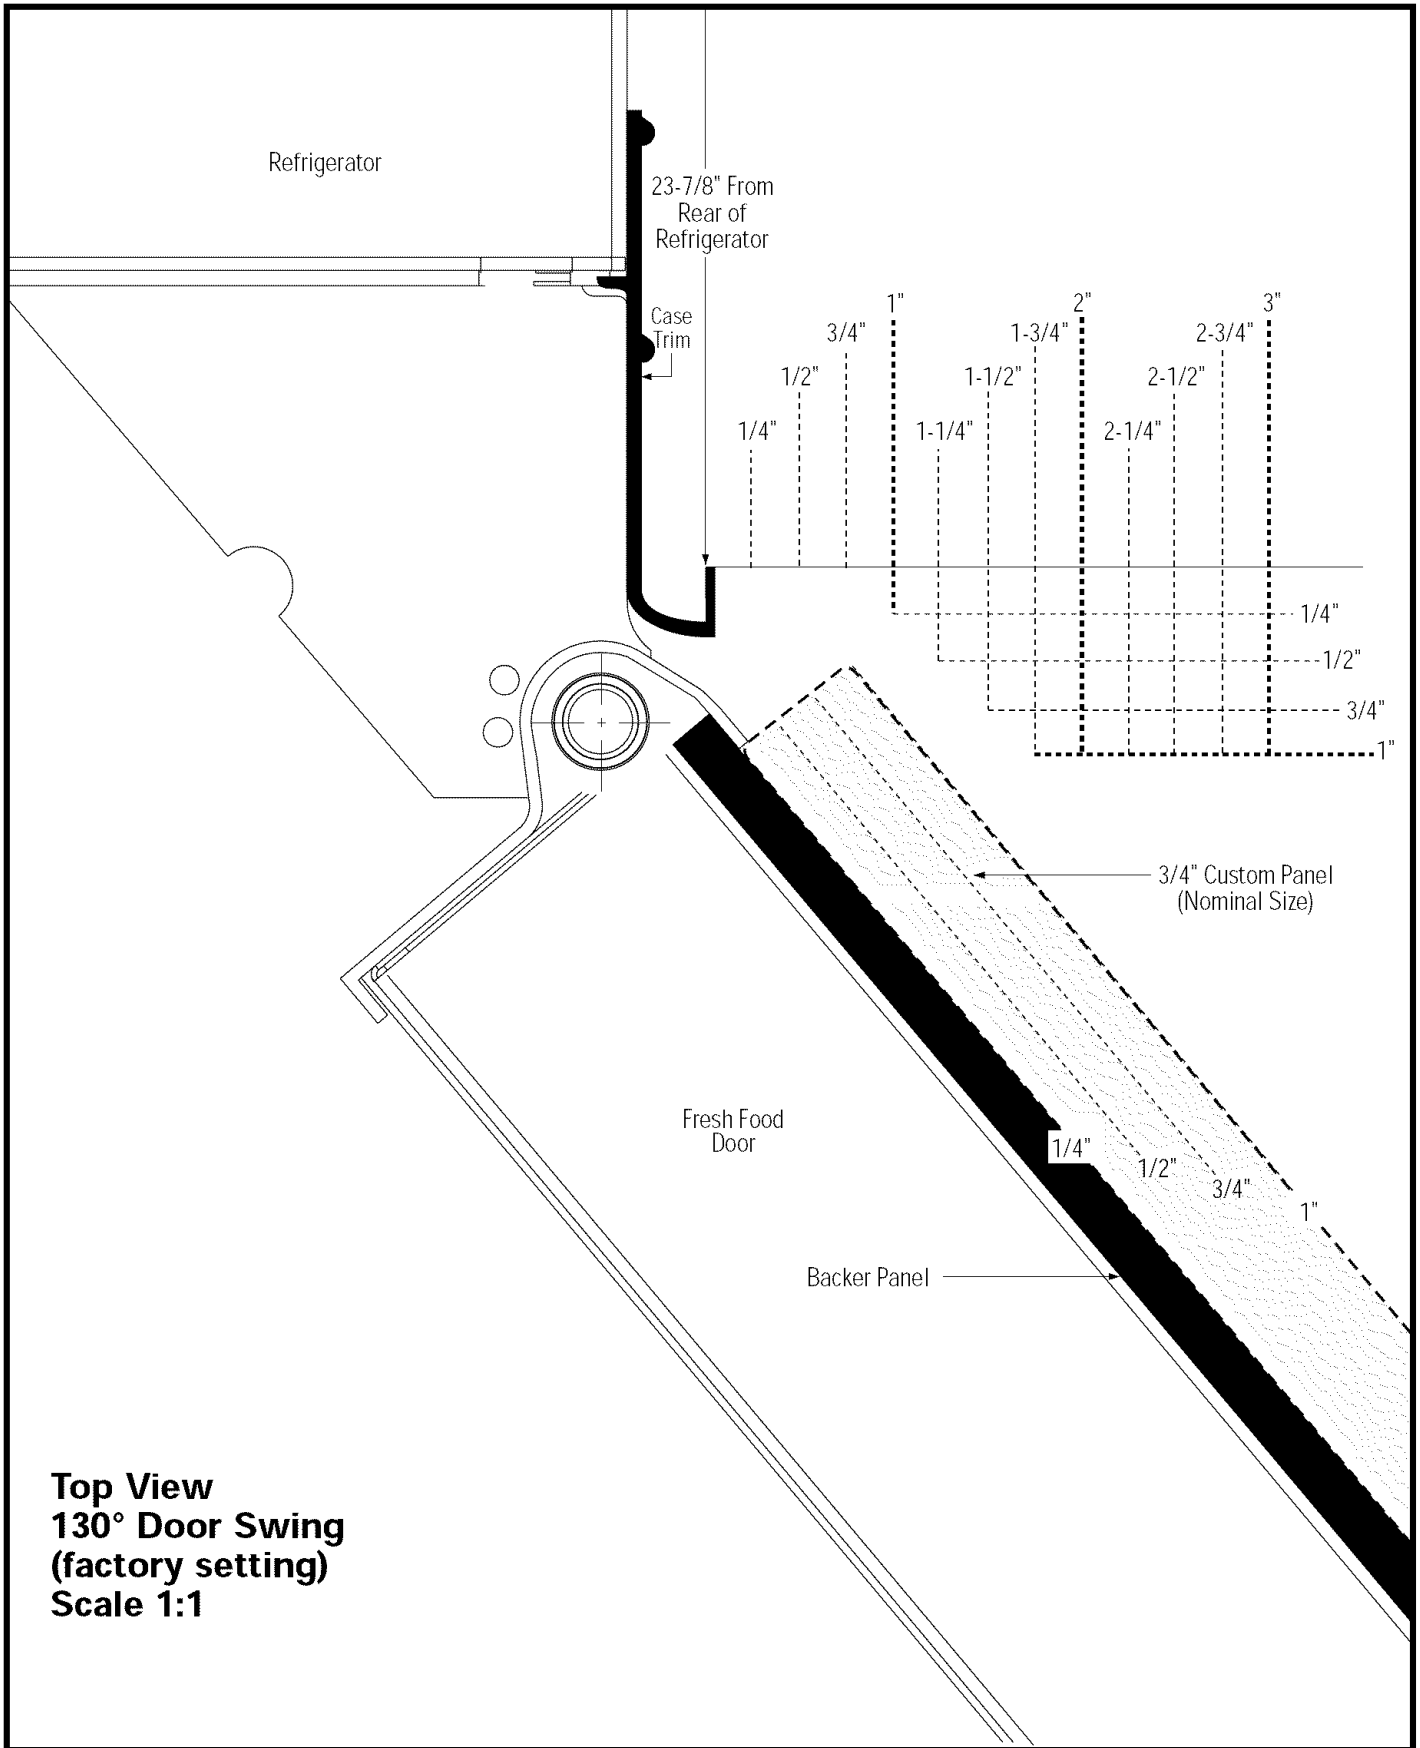 Refrigerator
23-7/8" From
Rear of
Refrigerator
Case
Trim
1"
2"
3"
3/4"
1-3/4"
2-3/4"
1/2"
1-1/2"
2-1/2"
1/4"
1-1/4"
2-1/4"
1/4"
1/2"
3/4"
1"
3/4" Custom Panel
(Nominal Size)
Fresh Food
Door
1/4"
1/2"
3/4"
1"
Backer Panel
Top View
130° Door Swing
(factory setting)
Scale 1:1